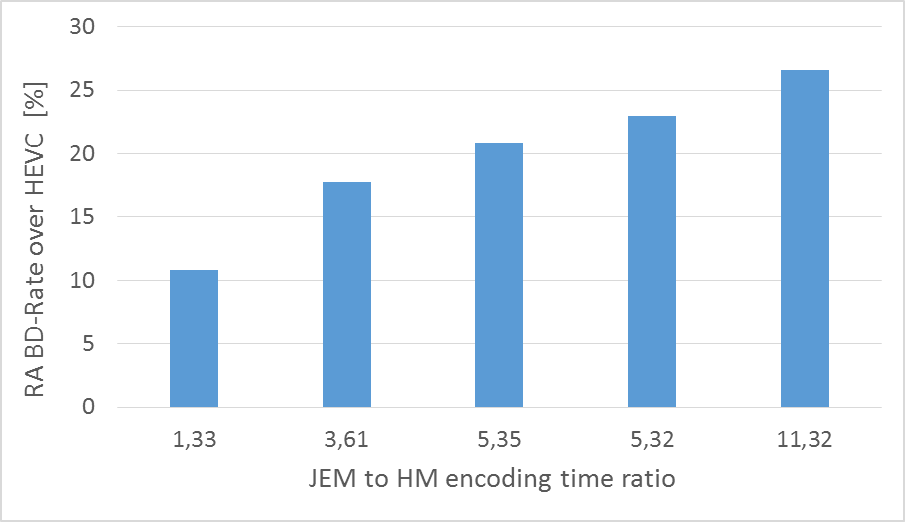 30
25
20
15
10
5
0
RA BD-Rate over HEVC [%]
1,33 3,61 5,35 5,32 11,32
JEM to HM encoding time ratio